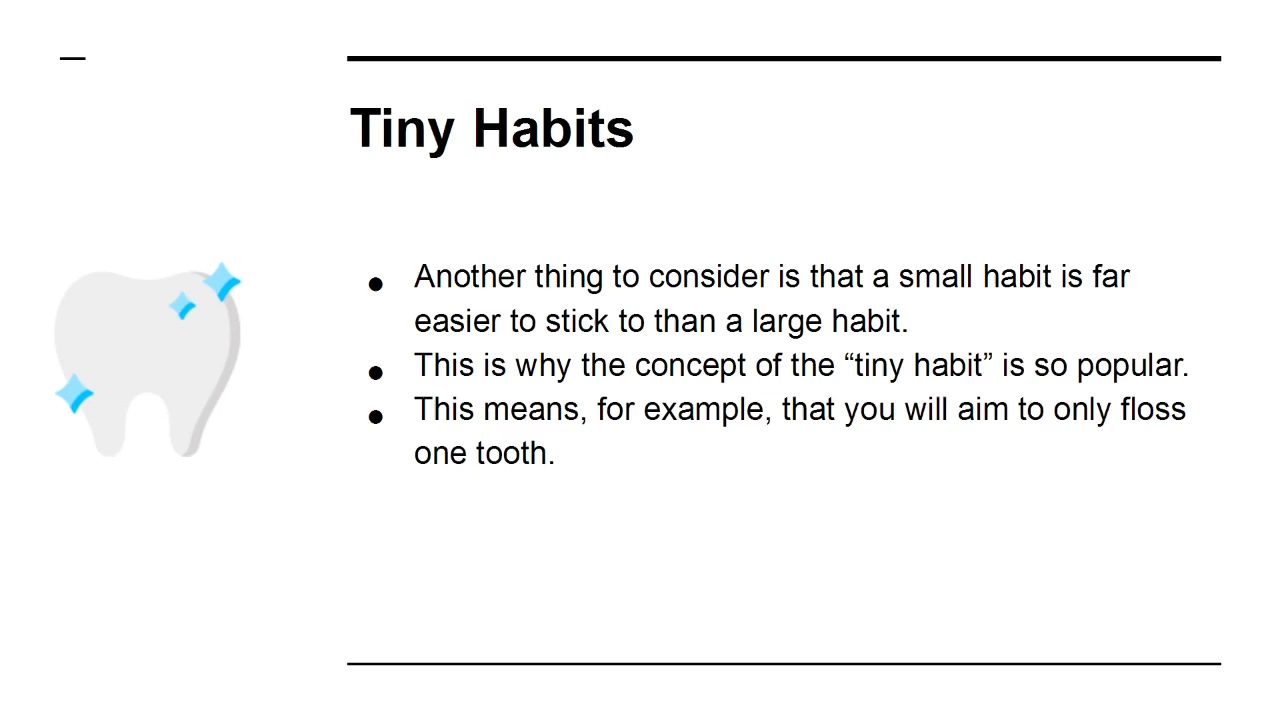 Tiny Habits
● Another thing to consider is that a small habit is far
easier to stick to than a large habit.
● This is why the concept of the “tiny habit” is so popular.
● This means, for example, that you will aim to only floss
one tooth.